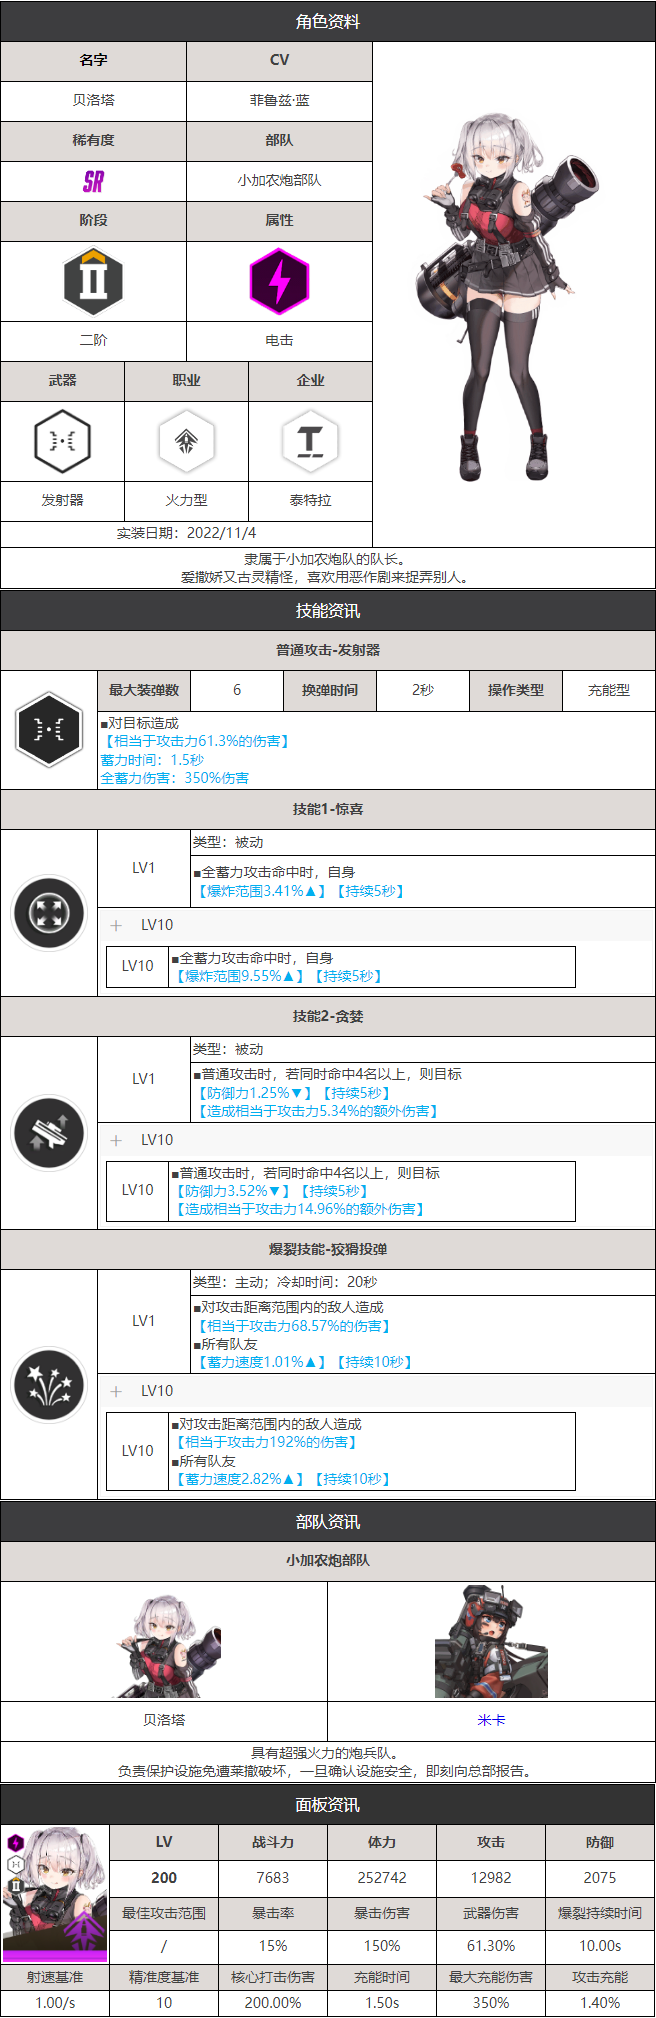 角色资料
名字
CV
贝洛塔
菲鲁兹·蓝
稀有度
部队
SR
小加农炮部队
阶段
属性
II
二阶
电击
武器
职业
企业
T
发射器
火力型
泰特拉
实装日期：2022/11/4
隶属于小加农炮队的队长。
爱撒娇又古灵精怪，喜欢用恶作剧来捉弄别人。
技能资讯
普通攻击-发射器
最大装弹数
6
换弹时间
2秒
操作类型
充能型
■对目标造成
【相当于攻击力61.3%的伤害】
蓄力时间：1.5秒
全蓄力伤害：350%伤害
技能1-惊喜
LV1
类型：被动
■全蓄力攻击命中时，自身
【爆炸范围3.41%▲】【持续5秒】
+ LV10
LV10
■全蓄力攻击命中时，自身
【爆炸范围9.55%▲】【持续5秒】
技能2-贪婪
LV1
类型：被动
■普通攻击时，若同时命中4名以上，则目标
【防御力1.25%▼】【持续5秒】
【造成相当于攻击力5.34%的额外伤害】
+ LV10
LV10
■普通攻击时，若同时命中4名以上，则目标
【防御力3.52%▼】【持续5秒】
【造成相当于攻击力14.96%的额外伤害】
爆裂技能-狡猾投弹
LV1
类型：主动；冷却时间：20秒
■对攻击距离范围内的敌人造成
【相当于攻击力68.57%的伤害】
■所有队友
【蓄力速度1.01%▲】【持续10秒】
+ LV10
LV10
■对攻击距离范围内的敌人造成
【相当于攻击力192%的伤害】
■所有队友
【蓄力速度2.82%▲】【持续10秒】
部队资讯
小加农炮部队
贝洛塔
米卡
具有超强火力的炮兵队。
负责保护设施免遭莱撤破坏，一旦确认设施安全，即刻向总部报告。
面板资讯
LV
战斗力
体力
攻击
防御
200
7683
252742
12982
2075
最佳攻击范围
暴击率
暴击伤害
武器伤害
爆裂持续时间
/
15%
150%
61.30%
10.00s
射速基准
精准度基准
核心打击伤害
充能时间
最大充能伤害
攻击充能
1.00/s
10
200.00%
1.50s
350%
1.40%